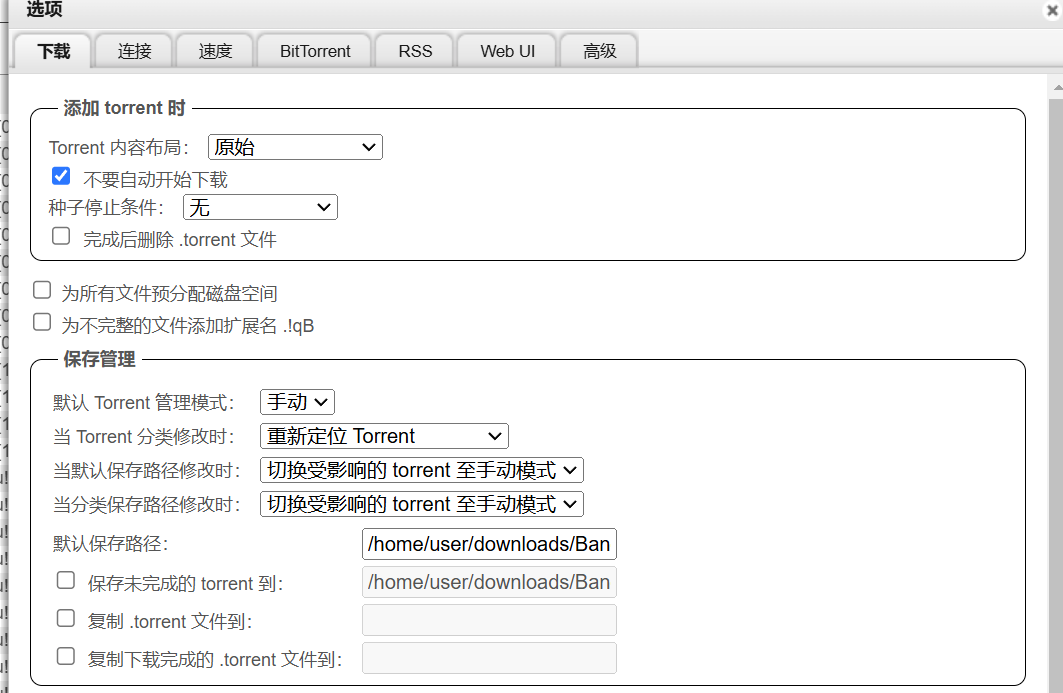 选项
下载 连接 速度 BitTorrent RSS Web UI 高级
添加 torrent 时
Torrent 内容布局： 原始
不要自动开始下载
种子停止条件： 无
完成后删除 .torrent 文件
为所有文件预分配磁盘空间
为不完整的文件添加扩展名 .!qB
保存管理
默认 Torrent 管理模式： 手动
当 Torrent 分类修改时： 重新定位 Torrent
当默认保存路径修改时： 切换受影响的 torrent 至手动模式
当分类保存路径修改时： 切换受影响的 torrent 至手动模式
默认保存路径： /home/user/downloads/Ban
保存未完成的 torrent 到： /home/user/downloads/Ban
复制 .torrent 文件到：
复制下载完成的 .torrent 文件到：